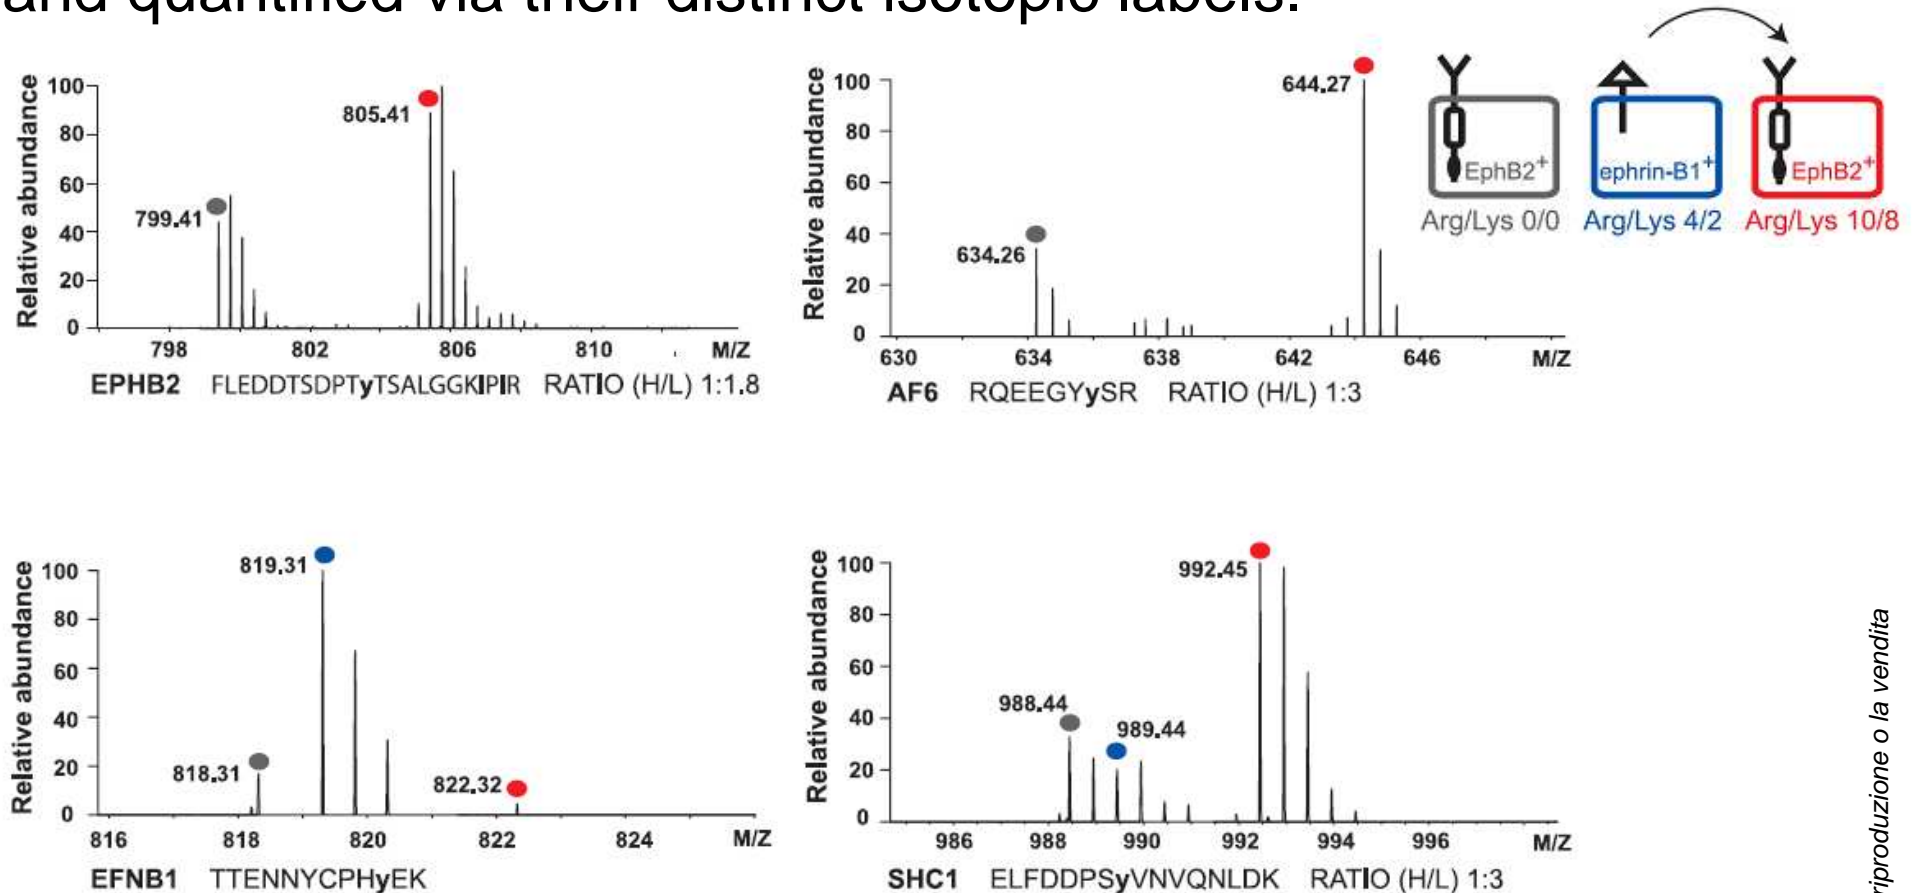 and quantified via their distinct isotopic labels.
Relative abundance
100
80
60
40
20
0
799.41
805.41
798
802
806
810
M/Z
EPHB2 FLEDDTSDPTyTSALGGKIPIR RATIO (H/L) 1:1.8
Relative abundance
100
80
60
40
20
0
634.26
644.27
630
634
638
642
646
M/Z
AF6 RQEEGYySR RATIO (H/L) 1:3
EphB2+
ephrin-B1+
EphB2+
Arg/Lys 0/0
Arg/Lys 4/2
Arg/Lys 10/8
Relative abundance
100
80
60
40
20
0
818.31
819.31
822.32
816
818
820
822
824
M/Z
EFNB1 TTENNYCPHyEK
Relative abundance
100
80
60
40
20
0
988.44
989.44
992.45
986
988
990
992
994
996
M/Z
SHC1 ELFDDPSyVNVQNLDK RATIO (H/L) 1:3
riproduzione o la vendita